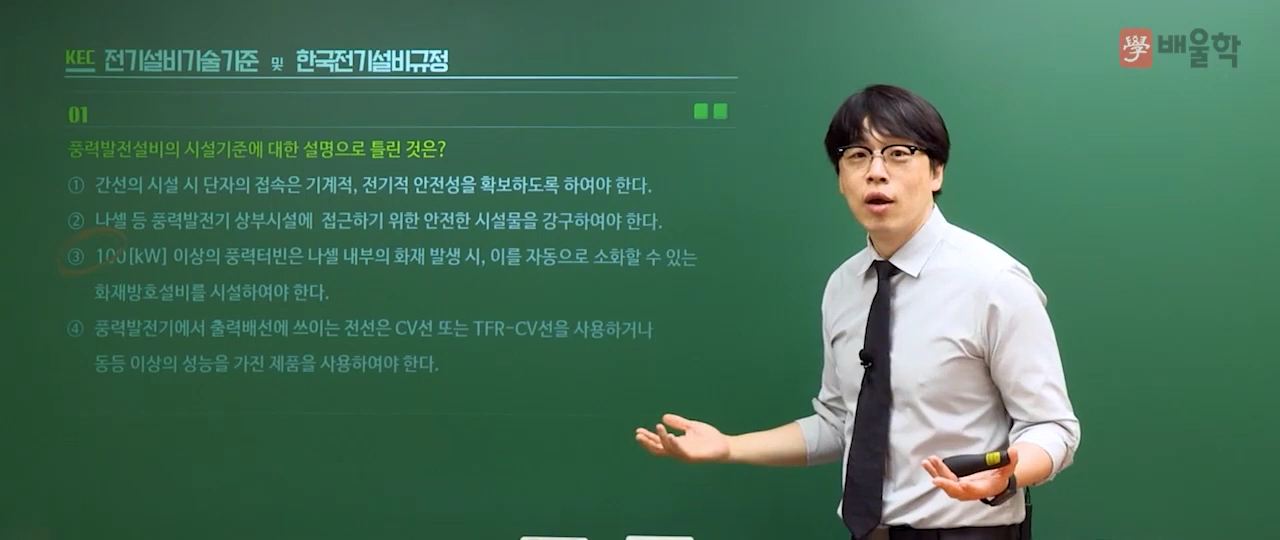 KEC 전기설비기술기준 및 한국전기설비규정
學 배울학
01
풍력발전설비의 시설기준에 대한 설명으로 틀린 것은?
① 간선의 시설 시 단자의 접속은 기계적, 전기적 안전성을 확보하도록 하여야 한다.
② 나셀 등 풍력발전기 상부시설에 접근하기 위한 안전한 시설물을 강구하여야 한다.
③ 100[kW] 이상의 풍력터빈은 나셀 내부의 화재 발생 시, 이를 자동으로 소화할 수 있는
화재방호설비를 시설하여야 한다.
④ 풍력발전기에서 출력배선에 쓰이는 전선은 CV선 또는 TFR-CV선을 사용하거나
동등 이상의 성능을 가진 제품을 사용하여야 한다.